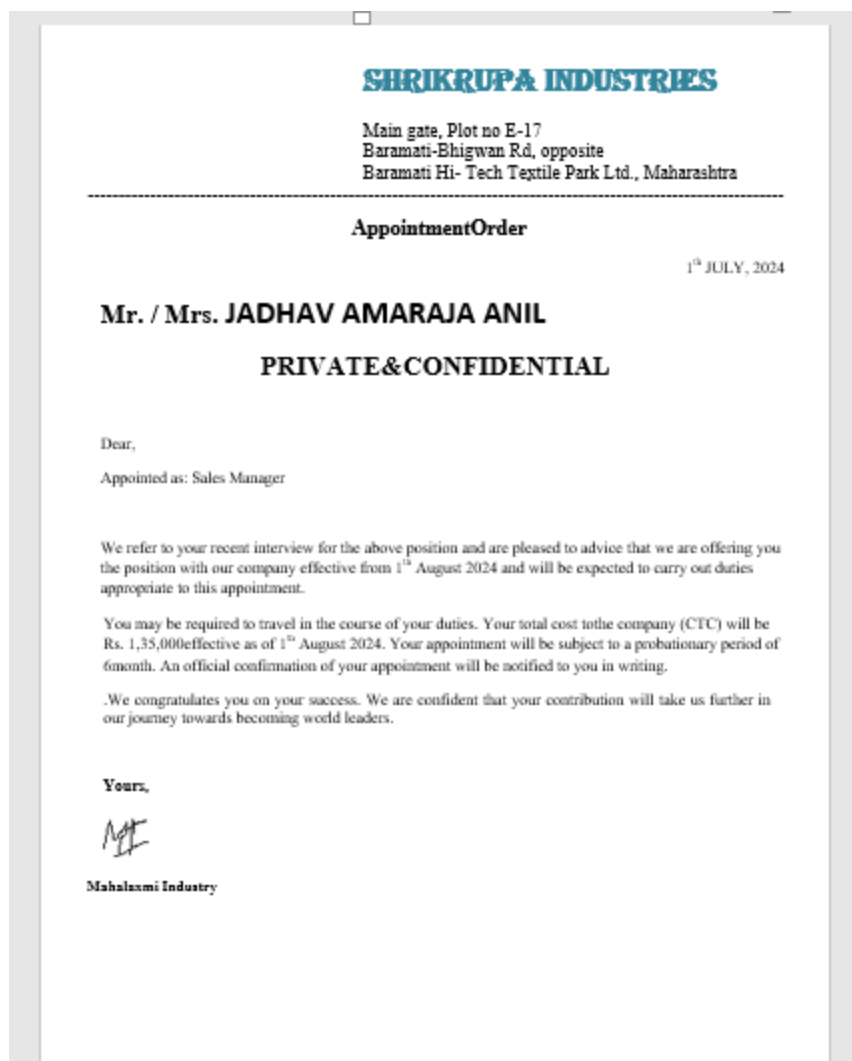 SHRIKRUPA INDUSTRIES
Main gate, Plot no E-17
Baramati-Bhigwan Rd, opposite
Baramati Hi- Tech Textile Park Ltd., Maharashtra
AppointmentOrder
1th JULY, 2024
Mr. / Mrs. JADHAV AMARAJA ANIL
PRIVATE&CONFIDENTIAL
Dear,
Appointed as: Sales Manager
We refer to your recent interview for the above position and are pleased to advice that we are offering you
the position with our company effective from 1th August 2024 and will be expected to carry out duties
appropriate to this appointment.
You may be required to travel in the course of your duties. Your total cost tothe company (CTC) will be
Rs. 1,35,000effective as of 1th August 2024. Your appointment will be subject to a probationary period of
6month. An official confirmation of your appointment will be notified to you in writing.
.We congratulates you on your success. We are confident that your contribution will take us further in
our journey towards becoming world leaders.
Yours,
Mahalaxmi Industry